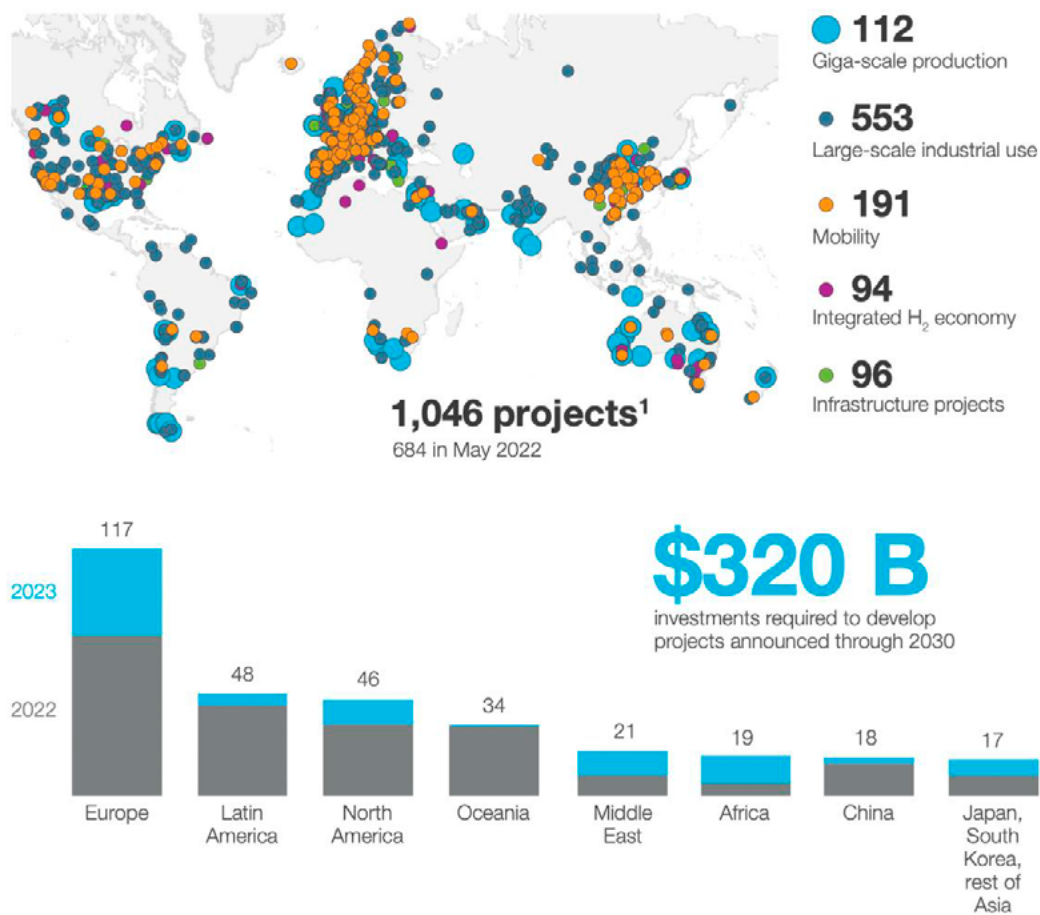 112
Giga-scale production
553
Large-scale industrial use
191
Mobility
94
Integrated H₂ economy
96
Infrastructure projects
1,046 projects¹
684 in May 2022
$320 B
investments required to develop
projects announced through 2030
2023
2022
117
48
46
34
21
19
18
17
Europe
Latin
America
North
America
Oceania
Middle
East
Africa
China
Japan,
South
Korea,
rest of
Asia